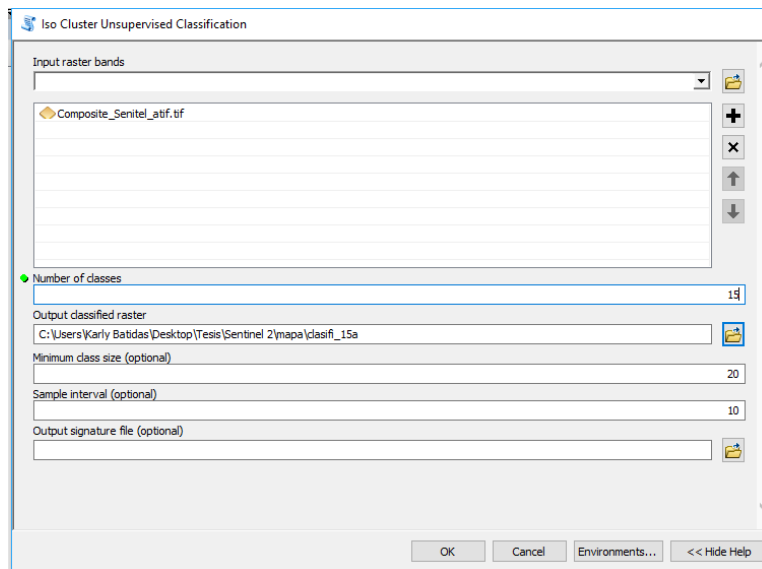 Iso Cluster Unsupervised Classification
Input raster bands
Composite_Senitel_atif.tif
Number of classes
15
Output classified raster
C:\Users\Karly Batidas\Desktop\Tesis\Sentinel 2\mapa\clasifi_15a
Minimum class size (optional)
20
Sample interval (optional)
10
Output signature file (optional)
OK Cancel Environments... << Hide Help